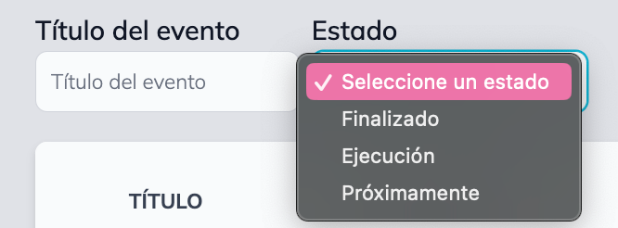 Título del evento
Estado
Título del evento
✓ Seleccione un estado
Finalizado
Ejecución
Próximamente
TÍTULO